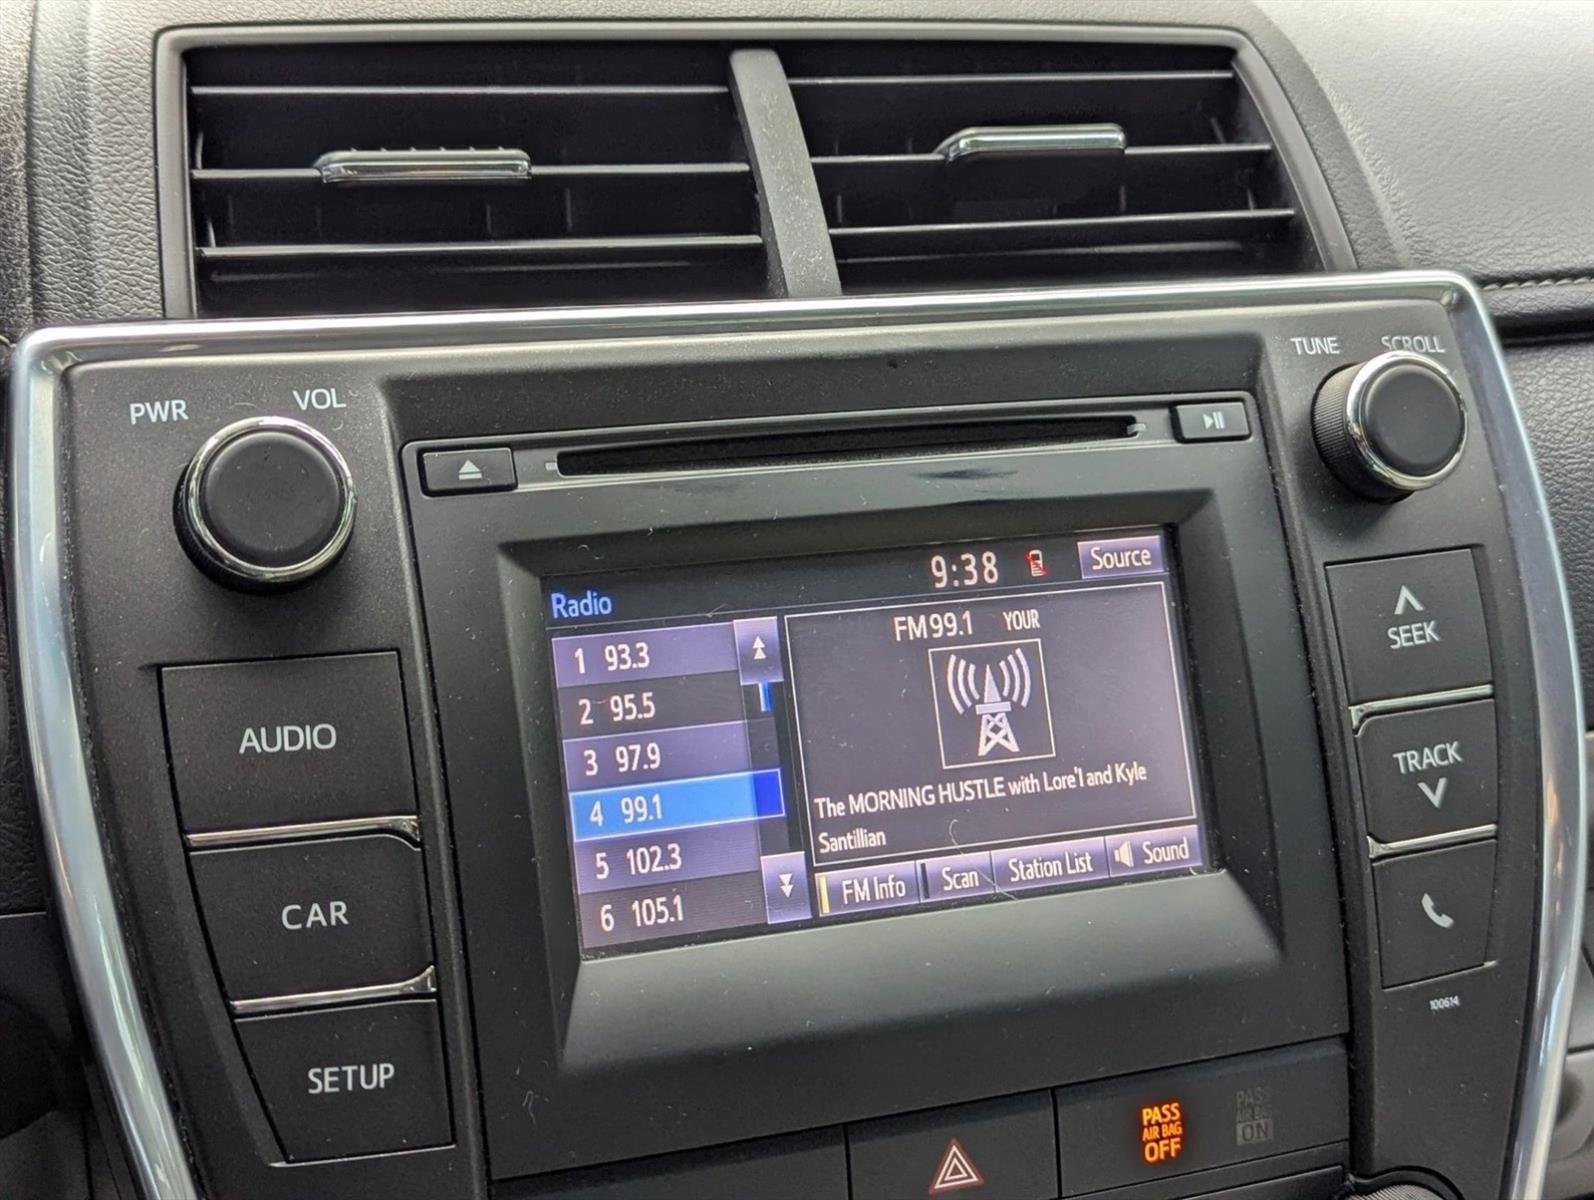 PWR VOL
TUNE SCROLL
AUDIO
CAR
SETUP
Radio
9:38
Source
1 93.3
2 95.5
3 97.9
4 99.1
5 102.3
6 105.1
FM 99.1 YOUR
The MORNING HUSTLE with Lore'l and Kyle
Santillian
FM Info
Scan
Station List
Sound
SEEK
TRACK
100614
PASS
AIR BAG
OFF
PASS
AIR BAG
ON